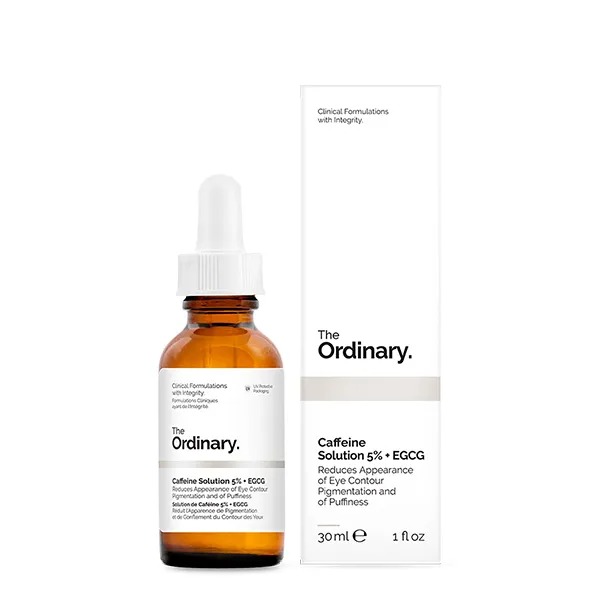 Clinical Formulations
with Integrity.
The
Ordinary.
Caffeine
Solution 5% + EGCG
Reduces Appearance
of Eye Contour
Pigmentation and
of Puffiness
30 ml ℮ 1 fl oz
Clinical Formulations
with Integrity.
Formulations Cliniques
ayant de l'Intégrité.
UV Protective
Packaging
The
Ordinary.
Caffeine Solution 5% + EGCG
Reduces Appearance of Eye Contour
Pigmentation and of Puffiness
Solution de Caféine 5% + EGCG
Réduit l'Apparence de Pigmentation
et de Gonflement du Contour des Yeux